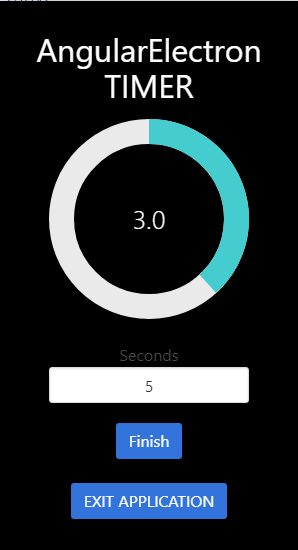 AngularElectron
TIMER
3.0
Seconds
5
Finish
EXIT APPLICATION